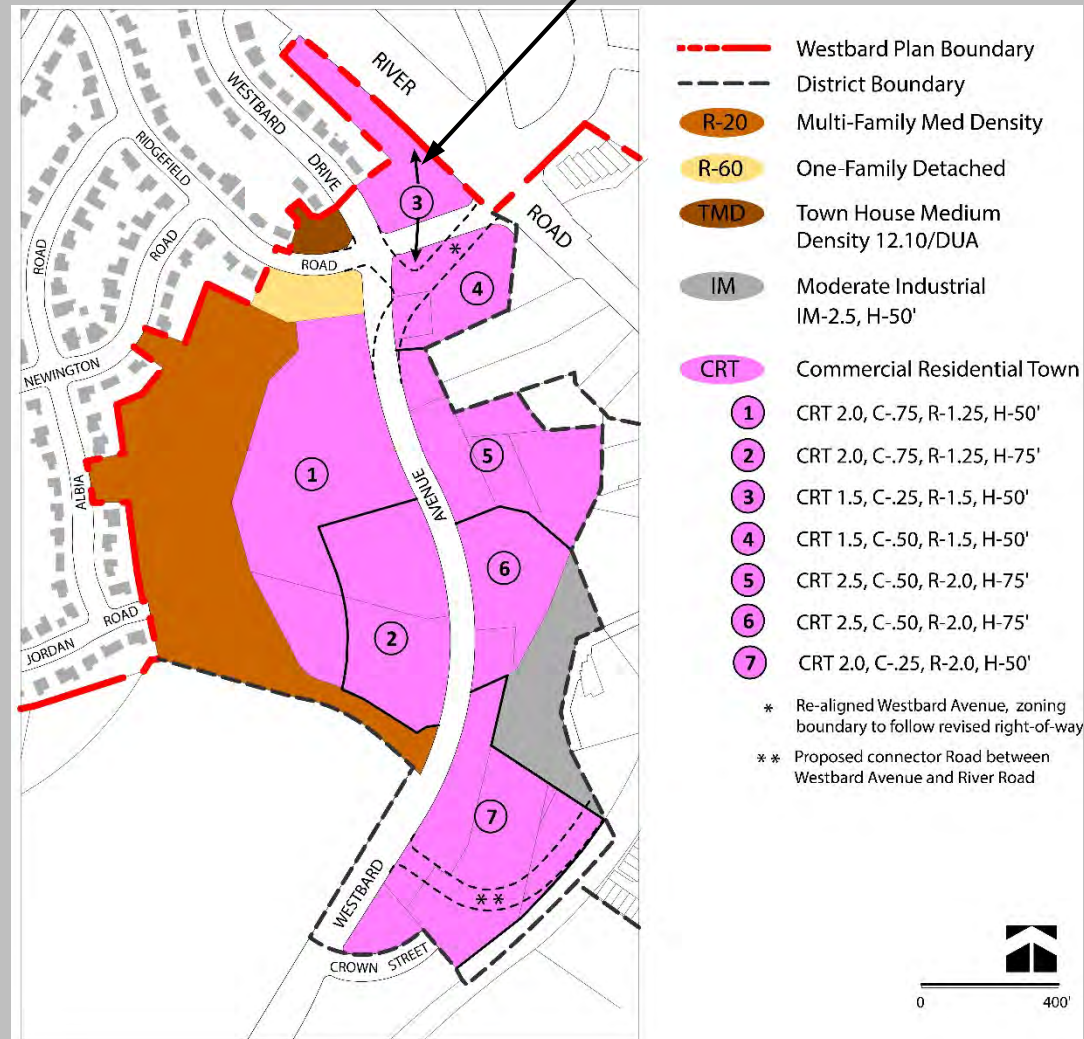 RIVER
ROAD
WESTBARD
DRIVE
RIDGEFIELD
ROAD
ROAD
ROAD
NEWINGTON
ALBIA
JORDAN
ROAD
AVENUE
WESTBARD
CROWN STREET
3
*
4
1
5
6
2
7
**
Westbard Plan Boundary
District Boundary
R-20 Multi-Family Med Density
R-60 One-Family Detached
TMD Town House Medium
Density 12.10/DUA
IM Moderate Industrial
IM-2.5, H-50'
CRT Commercial Residential Town
1 CRT 2.0, C-.75, R-1.25, H-50'
2 CRT 2.0, C-.75, R-1.25, H-75'
3 CRT 1.5, C-.25, R-1.5, H-50'
4 CRT 1.5, C-.50, R-1.5, H-50'
5 CRT 2.5, C-.50, R-2.0, H-75'
6 CRT 2.5, C-.50, R-2.0, H-75'
7 CRT 2.0, C-.25, R-2.0, H-50'
* Re-aligned Westbard Avenue, zoning
boundary to follow revised right-of-way
** Proposed connector Road between
Westbard Avenue and River Road
0 400'